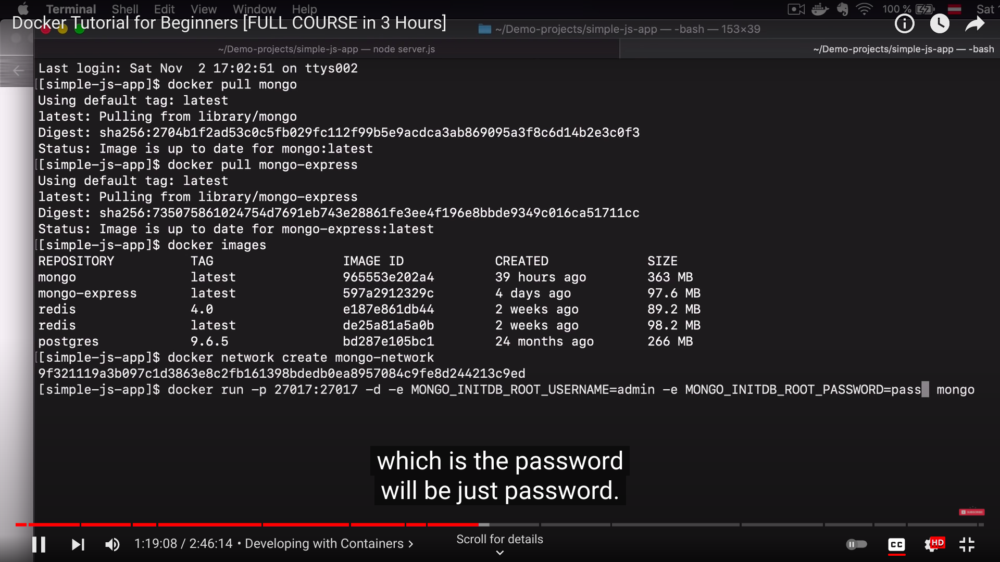 Terminal Shell Edit View Window Help 100 % Sat
Docker Tutorial for Beginners [FULL COURSE in 3 Hours]
~/Demo-projects/simple-js-app — -bash — 153×39
~/Demo-projects/simple-js-app — node server.js
~/Demo-projects/simple-js-app — -bash
Last login: Sat Nov  2 17:02:51 on ttys002
[[simple-js-app]$ docker pull mongo
Using default tag: latest
latest: Pulling from library/mongo
Digest: sha256:2704b1f2ad53c0c5fb029fc112f99b5e9acdca3ab869095a3f8c6d14b2e3c0f3
Status: Image is up to date for mongo:latest
[[simple-js-app]$ docker pull mongo-express
Using default tag: latest
latest: Pulling from library/mongo-express
Digest: sha256:735075861024754d7691eb743e28861fe3ee4f196e8bbde9349c016ca51711cc
Status: Image is up to date for mongo-express:latest
[[simple-js-app]$ docker images
REPOSITORY TAG IMAGE ID CREATED SIZE
mongo latest 965553e202a4 39 hours ago 363 MB
mongo-express latest 597a2912329c 4 days ago 97.6 MB
redis 4.0 e187e861db44 2 weeks ago 89.2 MB
redis latest de25a81a5a0b 2 weeks ago 98.2 MB
postgres 9.6.5 bd287e105bc1 24 months ago 266 MB
[[simple-js-app]$ docker network create mongo-network
9f321119a3b097c1d3863e8c2fb161398bdedb0ea8957084c9fe8d244213c9ed
[simple-js-app]$ docker run -p 27017:27017 -d -e MONGO_INITDB_ROOT_USERNAME=admin -e MONGO_INITDB_ROOT_PASSWORD=pass mongo
which is the password
will be just password.
SUBSCRIBE
1:19:08 / 2:46:14 • Developing with Containers
Scroll for details
CC
HD